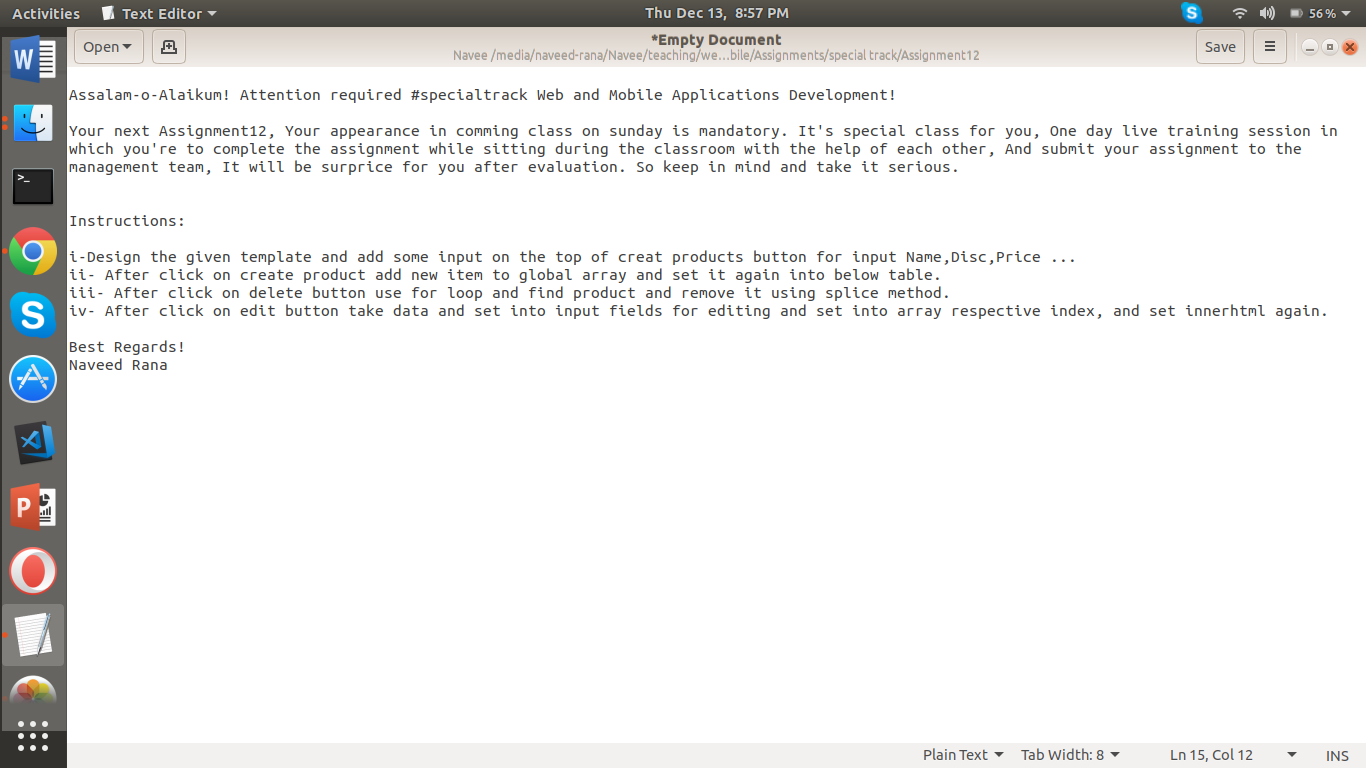 Activities Text Editor Thu Dec 13, 8:57 PM 56%
Open *Empty Document Save
Navee /media/naveed-rana/Navee/teaching/we...bile/Assignments/special track/Assignment12
Assalam-o-Alaikum! Attention required #specialtrack Web and Mobile Applications Development!
Your next Assignment12, Your appearance in comming class on sunday is mandatory. It's special class for you, One day live training session in
which you're to complete the assignment while sitting during the classroom with the help of each other, And submit your assignment to the
management team, It will be surprice for you after evaluation. So keep in mind and take it serious.
Instructions:
i-Design the given template and add some input on the top of creat products button for input Name,Disc,Price ...
ii- After click on create product add new item to global array and set it again into below table.
iii- After click on delete button use for loop and find product and remove it using splice method.
iv- After click on edit button take data and set into input fields for editing and set into array respective index, and set innerhtml again.
Best Regards!
Naveed Rana
Plain Text Tab Width: 8 Ln 15, Col 12 INS